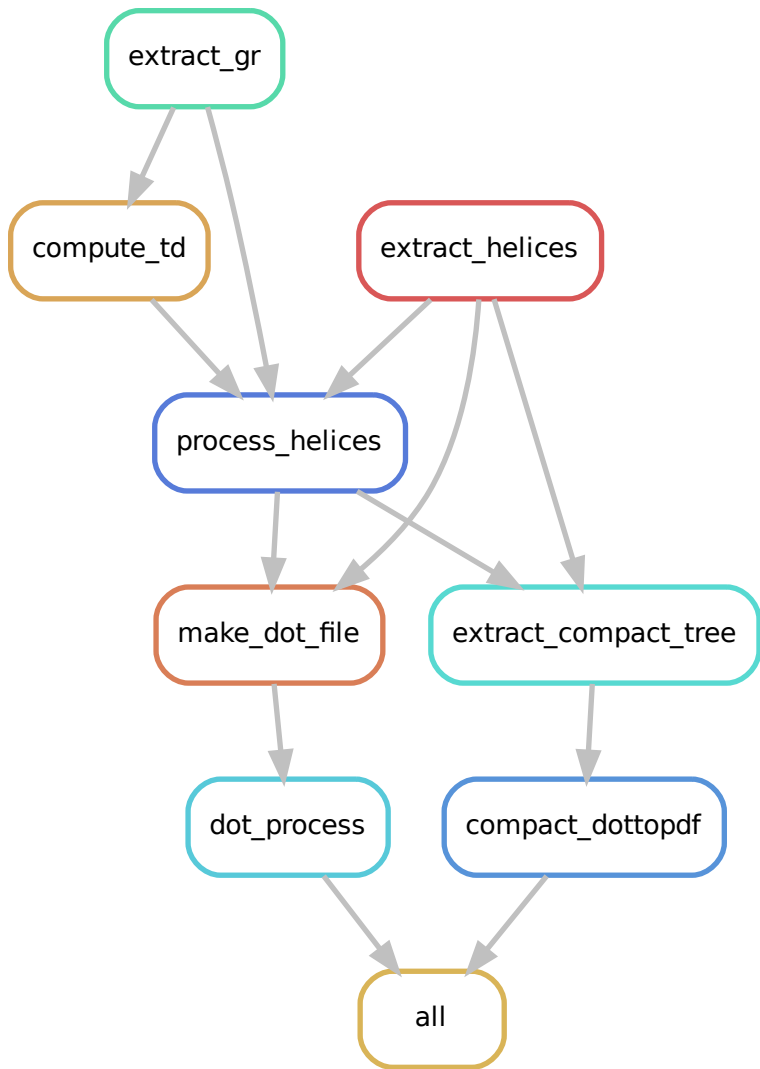 extract_gr
compute_td
extract_helices
process_helices
make_dot_file
extract_compact_tree
dot_process
compact_dottopdf
all